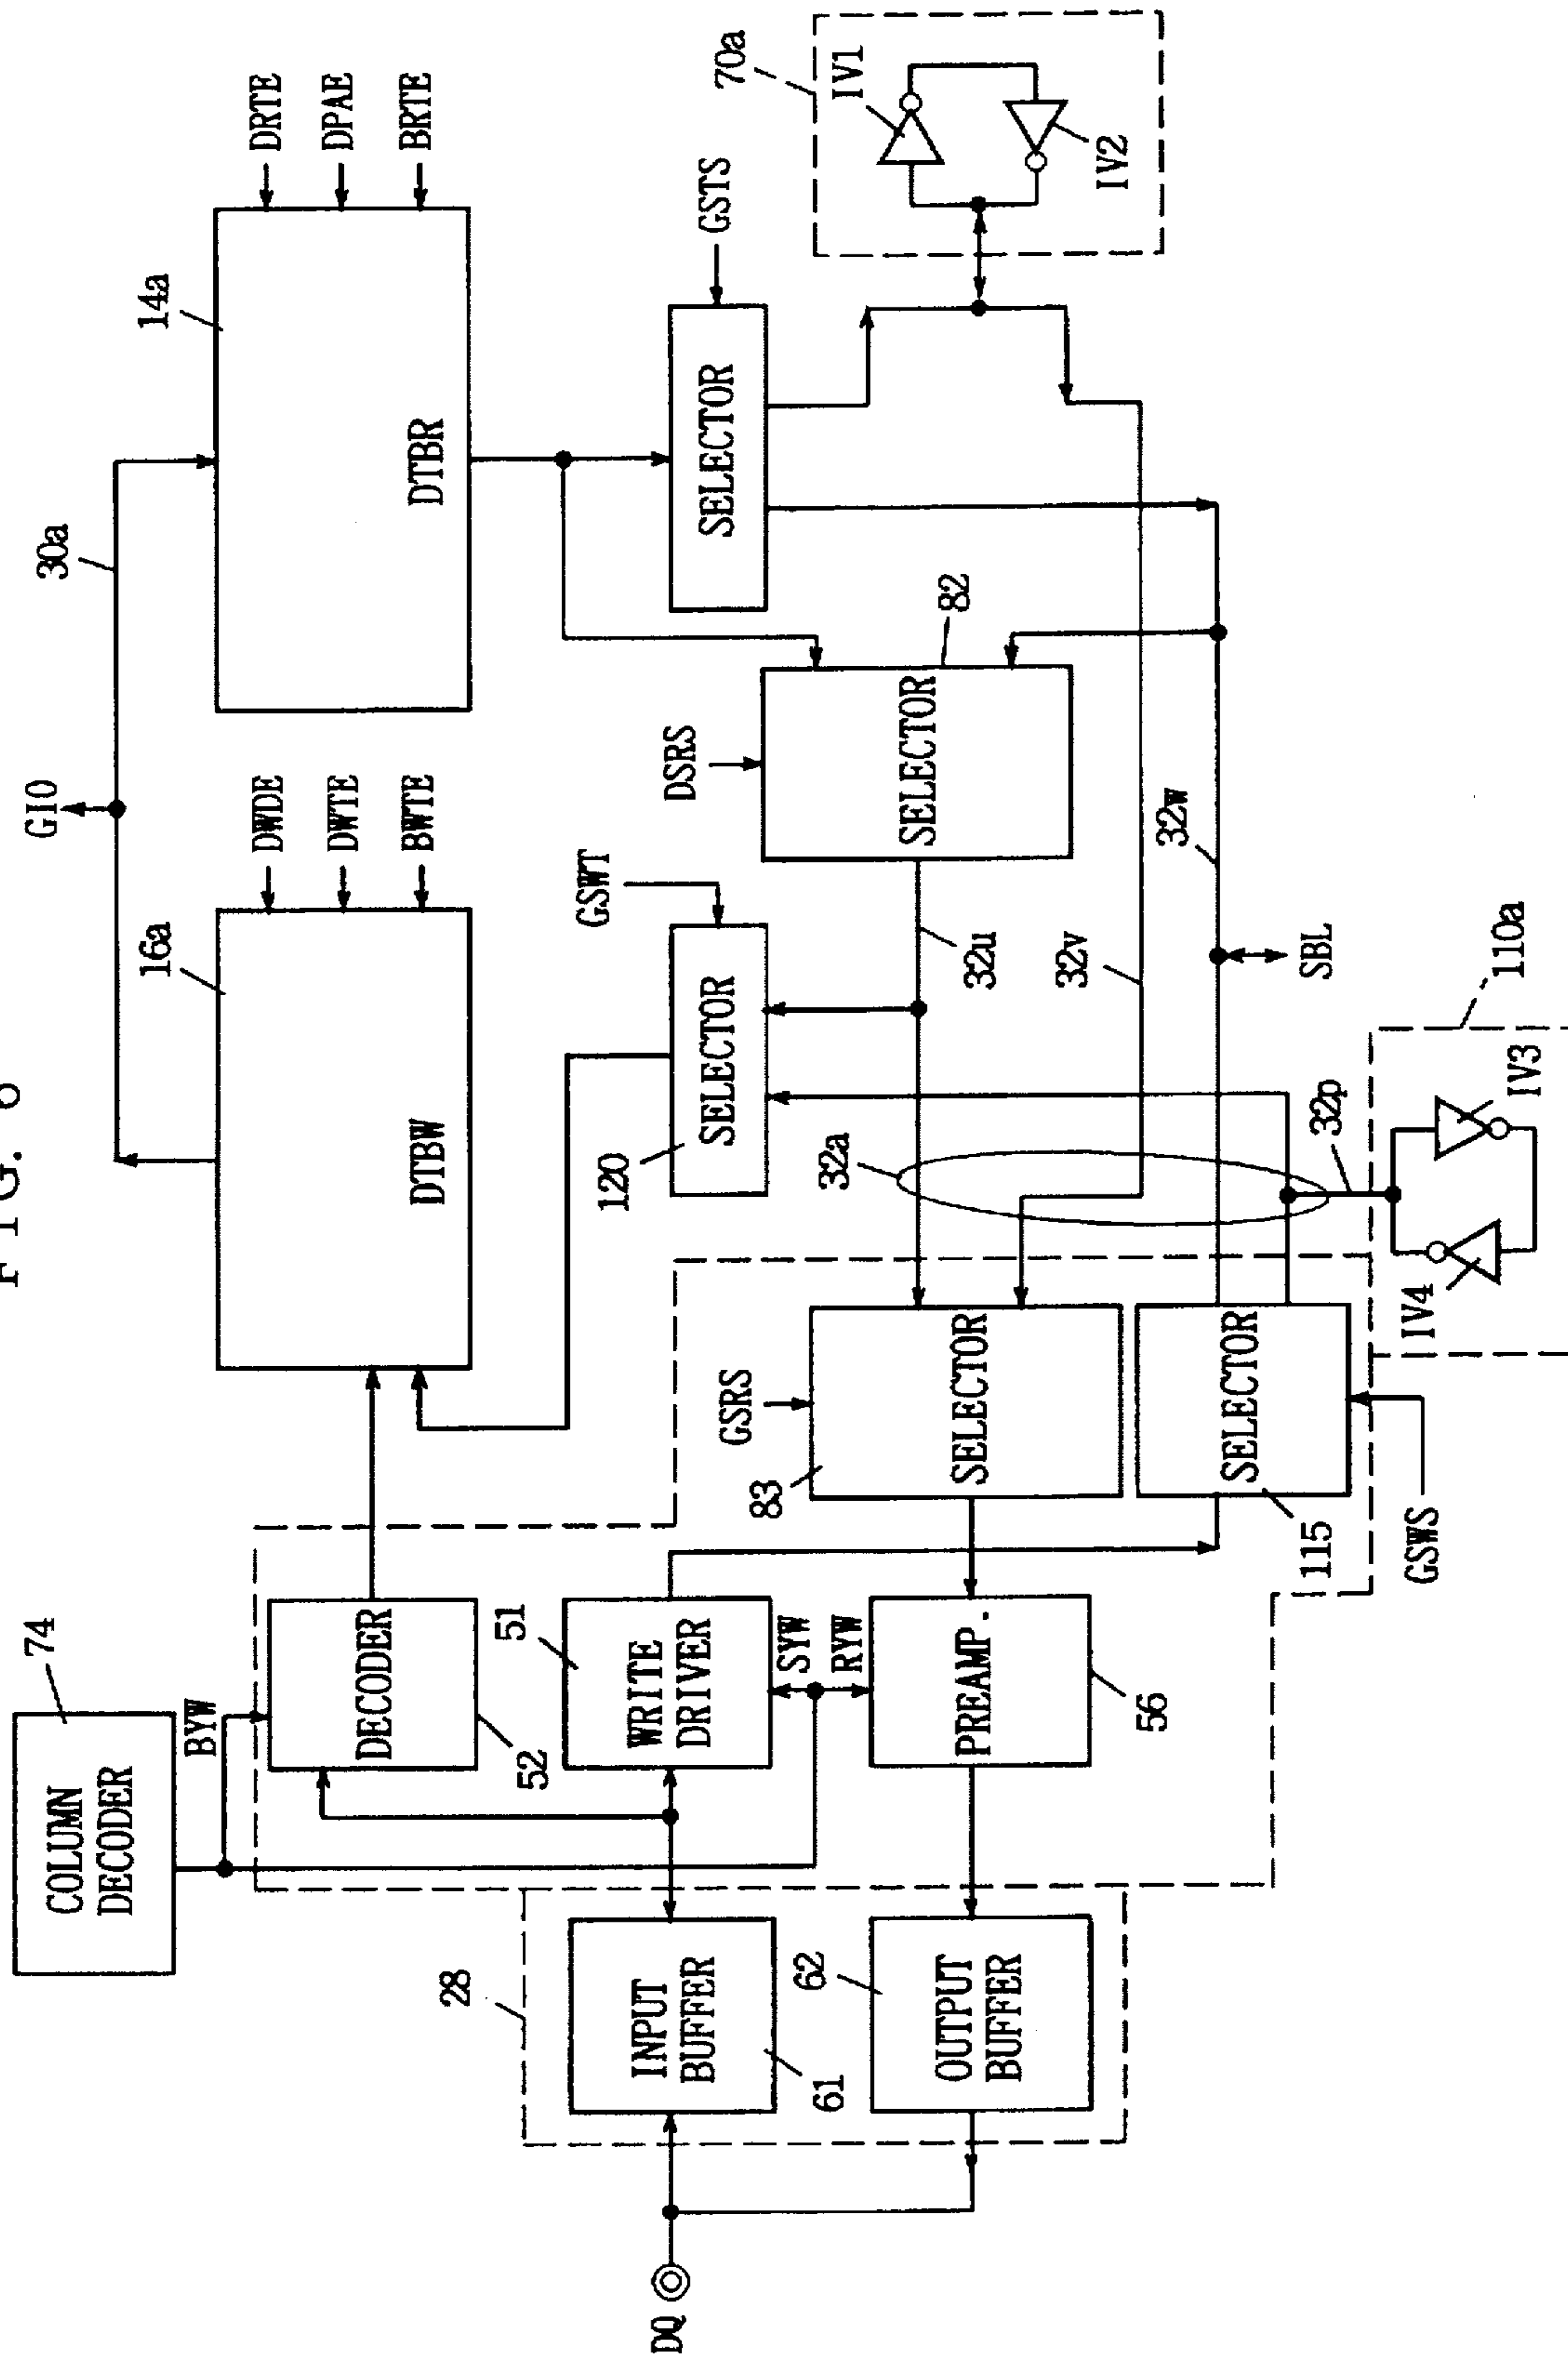 FIG.
GIO
30a
COLUMN
DECODER
74
16a
14a
BYW
DECODER
52
DTBW
DWDE
DWTE
BWTE
DTBR
DRTE
DPAE
BRTE
28
DQ
INPUT
BUFFER
61
WRITE
DRIVER
51
120
SELECTOR
GSWT
DSRS
SELECTOR
GSTS
70a
IV1
IV2
SYW
RYW
GSRS
83
62
OUTPUT
BUFFER
PREAMP.
56
SELECTOR
32a
32u
SELECTOR
82
32v
32w
SELECTOR
115
GSWS
32p
SBL
IV4
IV3
110a